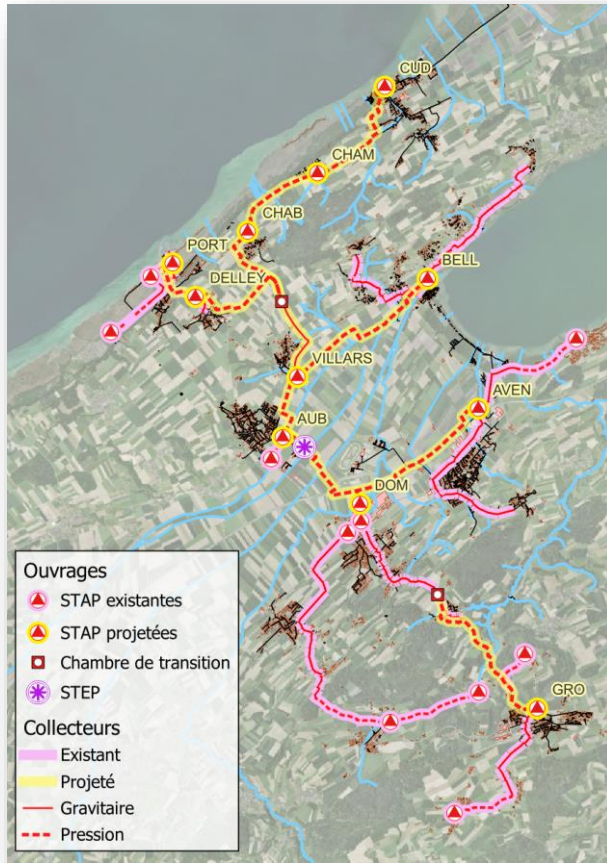 CUD
CHAM
CHAB
PORT
DELLEY
BELL
VILLARS
AVEN
AUB
DOM
GRO
Ouvrages
STAP existantes
STAP projetées
Chambre de transition
STEP
Collecteurs
Existant
Projeté
Gravitaire
Pression